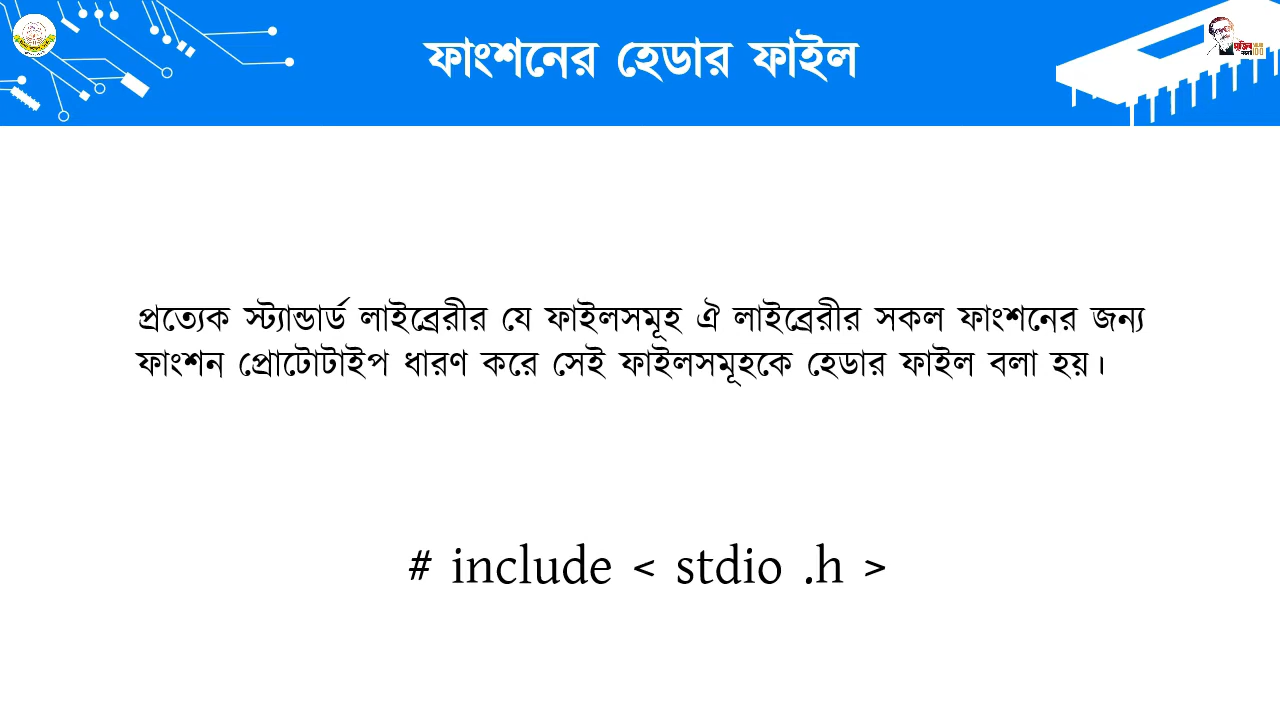 ফাংশনের হেডার ফাইল
প্রত্যেক স্ট্যান্ডার্ড লাইব্রেরীর যে ফাইলসমূহ ঐ লাইব্রেরীর সকল ফাংশনের জন্য
ফাংশন প্রোটোটাইপ ধারণ করে সেই ফাইলসমূহকে হেডার ফাইল বলা হয়।
# include < stdio .h >